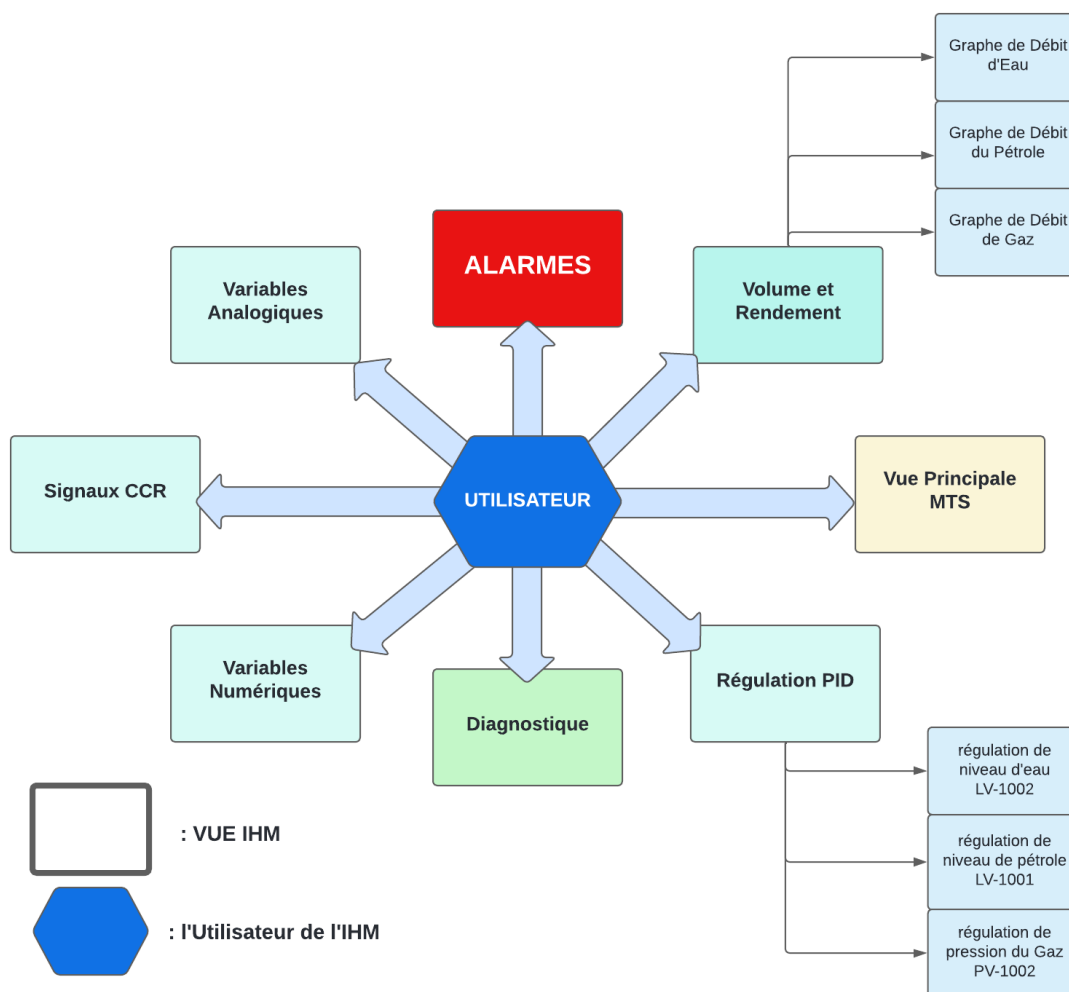 Graphe de Débit
d'Eau
Graphe de Débit
du Pétrole
Graphe de Débit
de Gaz
ALARMES
Variables
Analogiques
Volume et
Rendement
Signaux CCR
UTILISATEUR
Vue Principale
MTS
Variables
Numériques
Diagnostique
Régulation PID
régulation de
niveau d'eau
LV-1002
régulation de
niveau de pétrole
LV-1001
régulation de
pression du Gaz
PV-1002
: VUE IHM
: l'Utilisateur de l'IHM